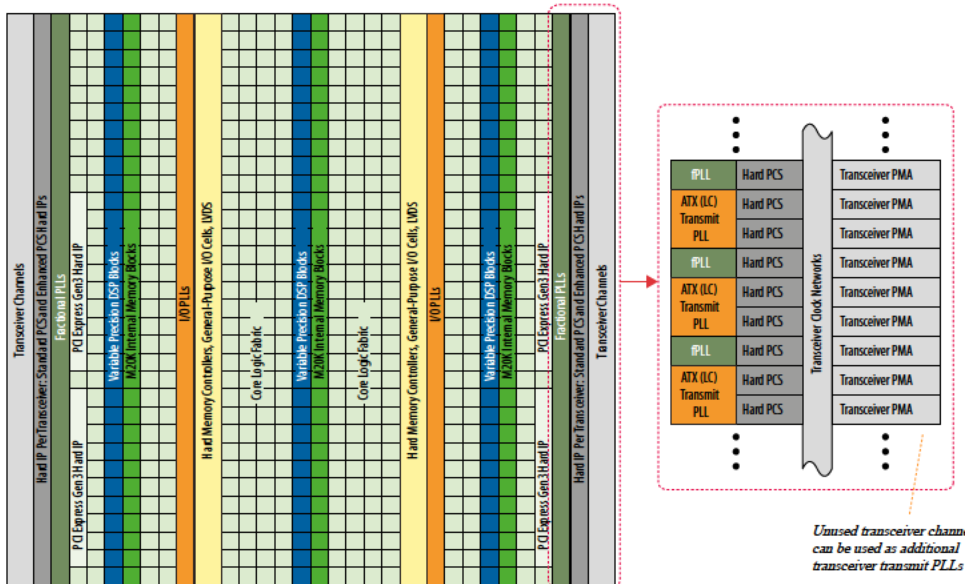 Transceiver Channels
Hard IP Per Transceiver: Standard PCS and Enhanced PCS Hard IPs
Fractional PLLs
PCI Express Gen3 Hard IP
PCI Express Gen3 Hard IP
Variable Precision DSP Blocks
M20K Internal Memory Blocks
I/O PLLs
Hard Memory Controllers, General-Purpose I/O Cells, LVDS
Core Logic Fabric
Variable Precision DSP Blocks
M20K Internal Memory Blocks
Core Logic Fabric
Hard Memory Controllers, General-Purpose I/O Cells, LVDS
I/O PLLs
Variable Precision DSP Blocks
M20K Internal Memory Blocks
PCI Express Gen3 Hard IP
PCI Express Gen3 Hard IP
Fractional PLLs
Hard IP Per Transceiver: Standard PCS and Enhanced PCS Hard IPs
Transceiver Channels
fPLL
ATX (LC)
Transmit
PLL
fPLL
ATX (LC)
Transmit
PLL
fPLL
ATX (LC)
Transmit
PLL
Hard PCS
Hard PCS
Hard PCS
Hard PCS
Hard PCS
Hard PCS
Hard PCS
Hard PCS
Hard PCS
Transceiver Clock Networks
Transceiver PMA
Transceiver PMA
Transceiver PMA
Transceiver PMA
Transceiver PMA
Transceiver PMA
Transceiver PMA
Transceiver PMA
Transceiver PMA
Unused transceiver
can be used as additional
transceiver transmit PLLs